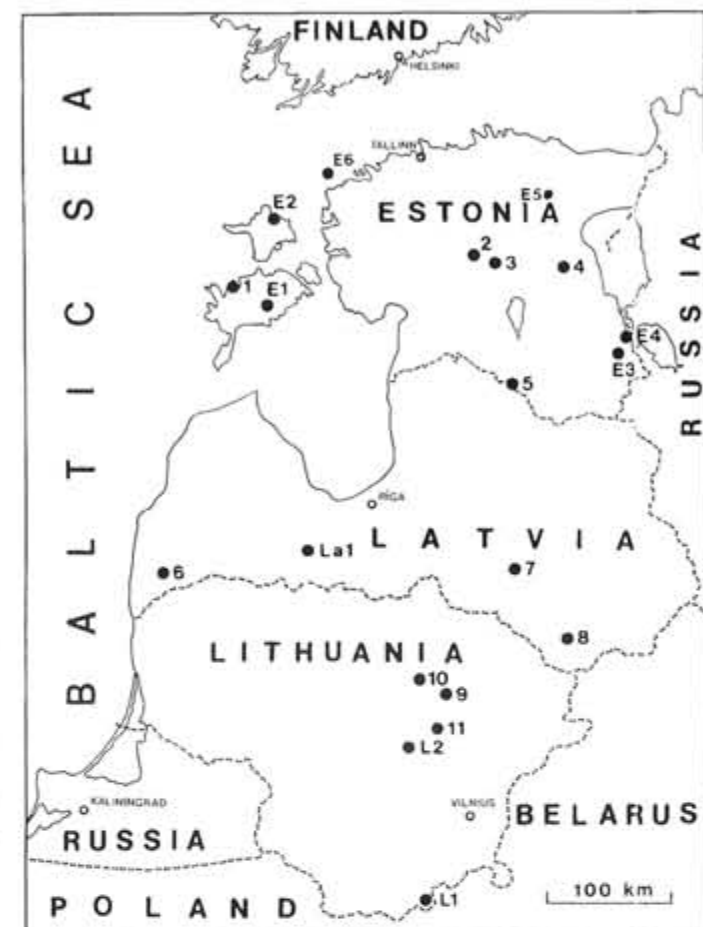 FINLAND
HELSINKI
BALTIC SEA
TALLINN
E6
E5
E2
ESTONIA
2
3
4
1
E1
E4
E3
5
RUSSIA
RĪGA
LATVIA
La1
6
7
8
LITHUANIA
10
9
11
L2
KALININGRAD
VILNIUS
BELARUS
RUSSIA
100 km
L1
POLAND